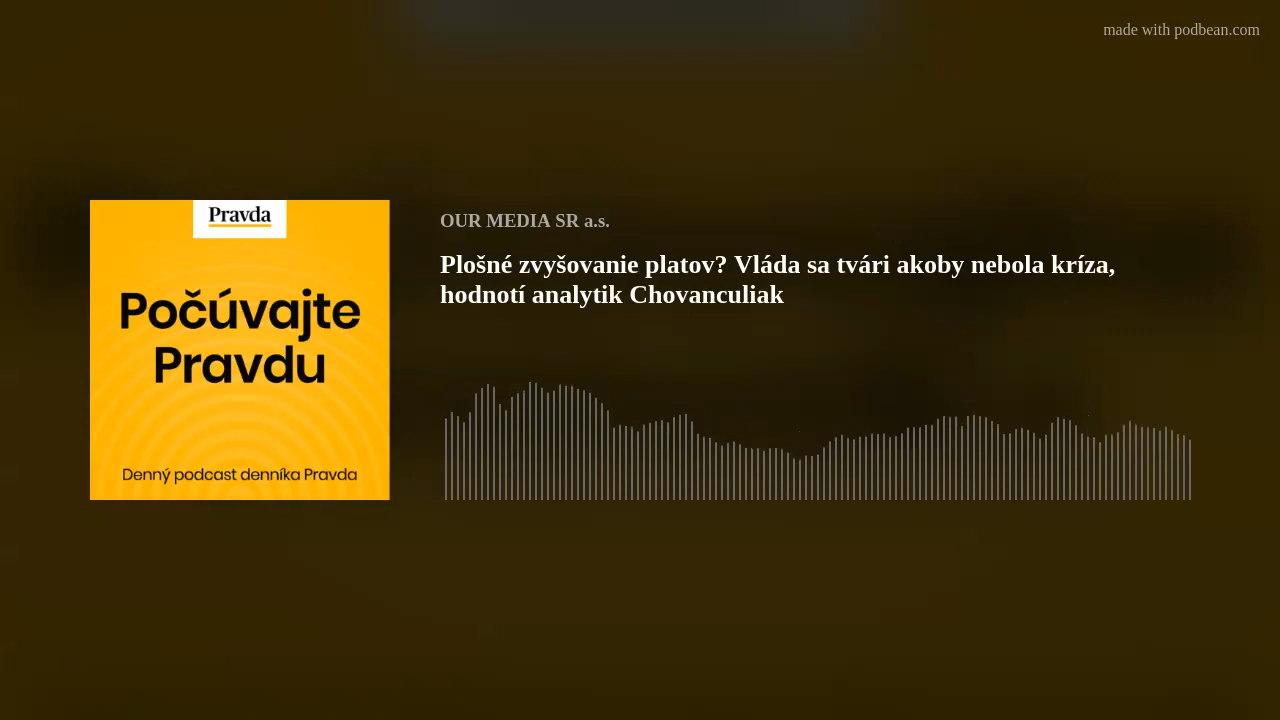 made with podbean.com
Pravda
Počúvajte
Pravdu
Denný podcast denníka Pravda
OUR MEDIA SR a.s.
Plošné zvyšovanie platov? Vláda sa tvári akoby nebola kríza,
hodnotí analytik Chovanculiak